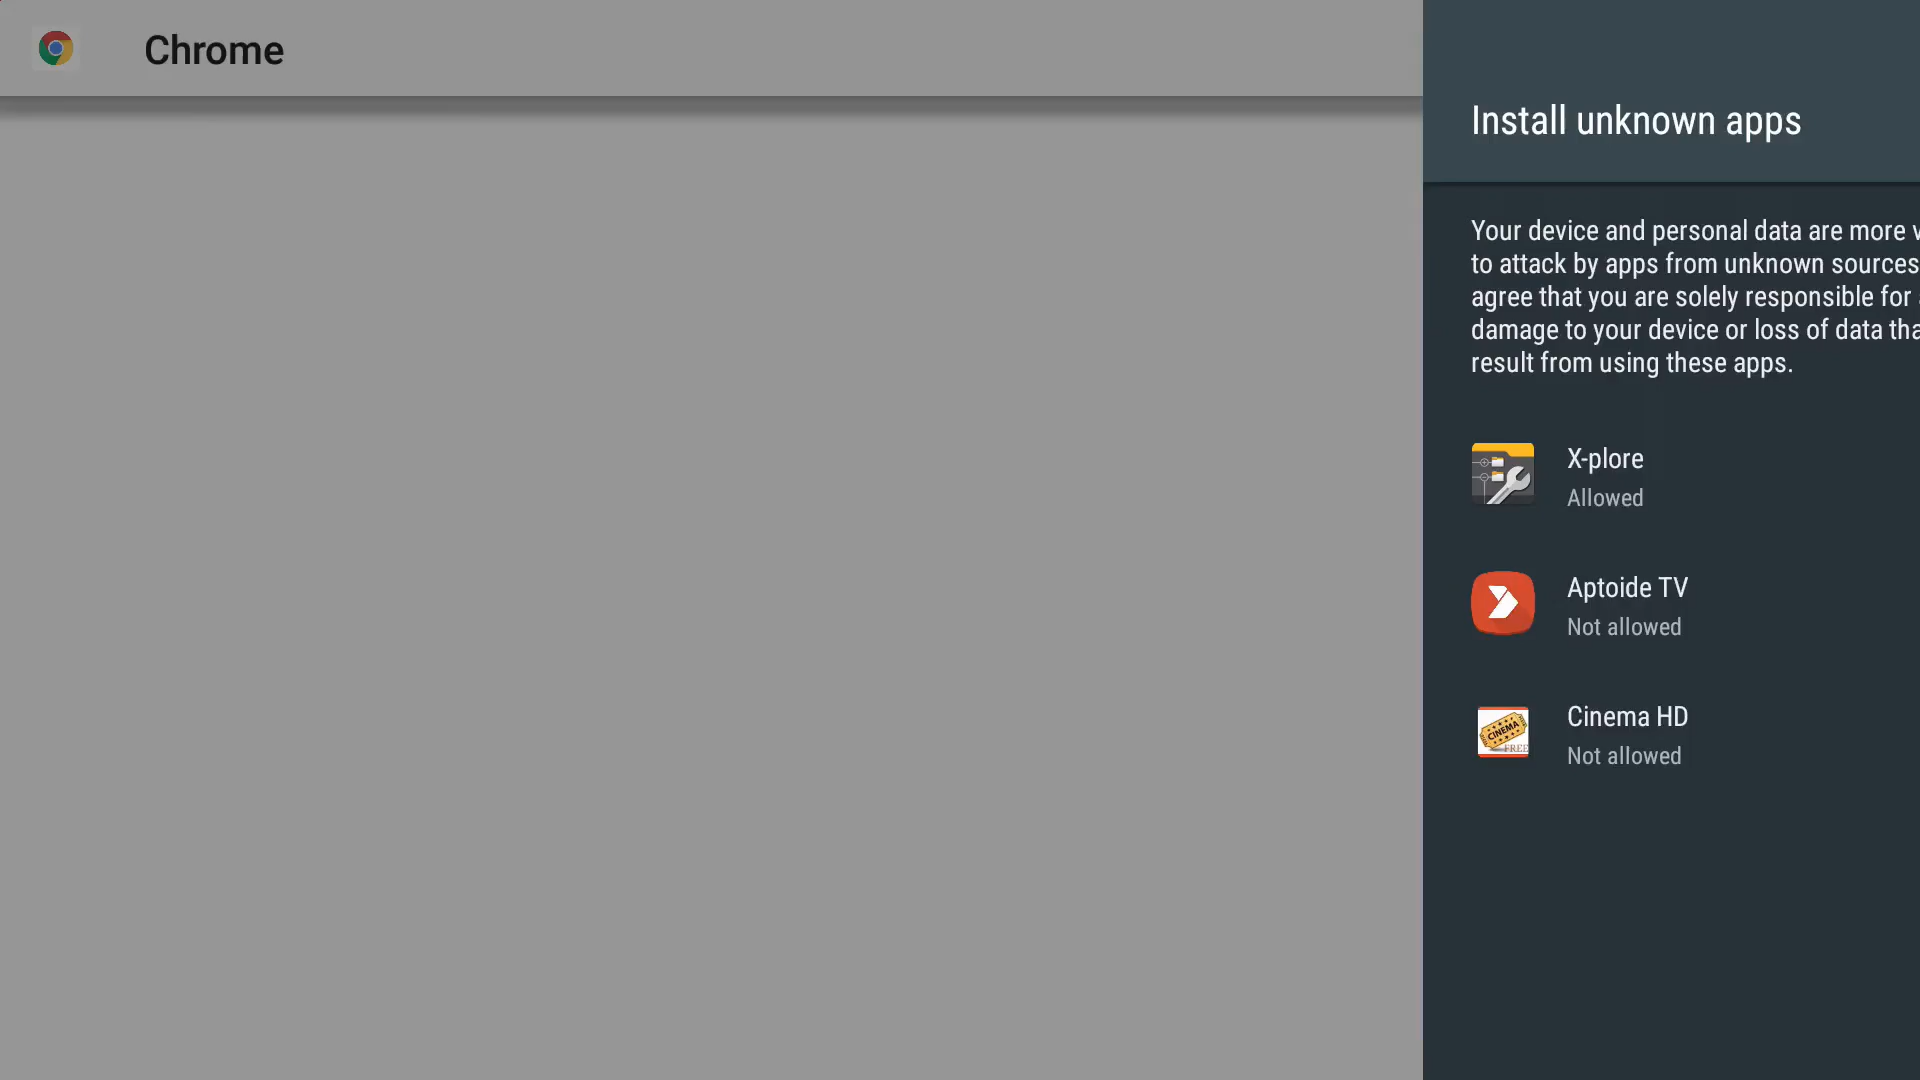 Chrome
Install unknown apps
Your device and personal data are more
to attack by apps from unknown sources
agree that you are solely responsible for
damage to your device or loss of data
result from using these apps.
X-plore
Allowed
Aptoide TV
Not allowed
CINEMA
FREE
Cinema HD
Not allowed